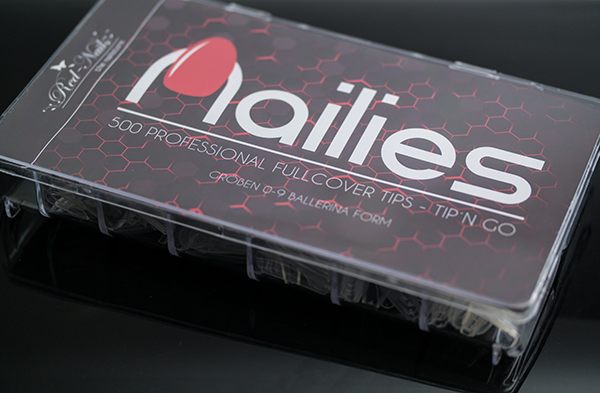 Red-Nails
nailies
500 PROFESSIONAL FULLCOVER TIPS - TIP'N GO
GRÖßEN 0-9 BALLERINA FORM